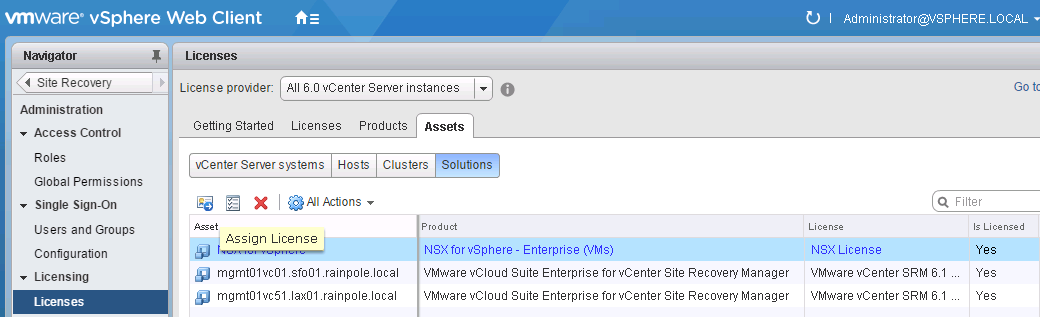 vmware® vSphere Web Client
Administrator@VSPHERE.LOCAL
Navigator
Site Recovery
Administration
Access Control
Roles
Global Permissions
Single Sign-On
Users and Groups
Configuration
Licensing
Licenses
Licenses
License provider: All 6.0 vCenter Server instances
Go to
Getting Started Licenses Products Assets
vCenter Server systems Hosts Clusters Solutions
All Actions
Filter
Asset Product License Is Licensed
Assign License
NSX for vSphere NSX for vSphere - Enterprise (VMs) NSX License Yes
mgmt01vc01.sfo01.rainpole.local VMware vCloud Suite Enterprise for vCenter Site Recovery Manager VMware vCenter SRM 6.1 ... Yes
mgmt01vc51.lax01.rainpole.local VMware vCloud Suite Enterprise for vCenter Site Recovery Manager VMware vCenter SRM 6.1 ... Yes